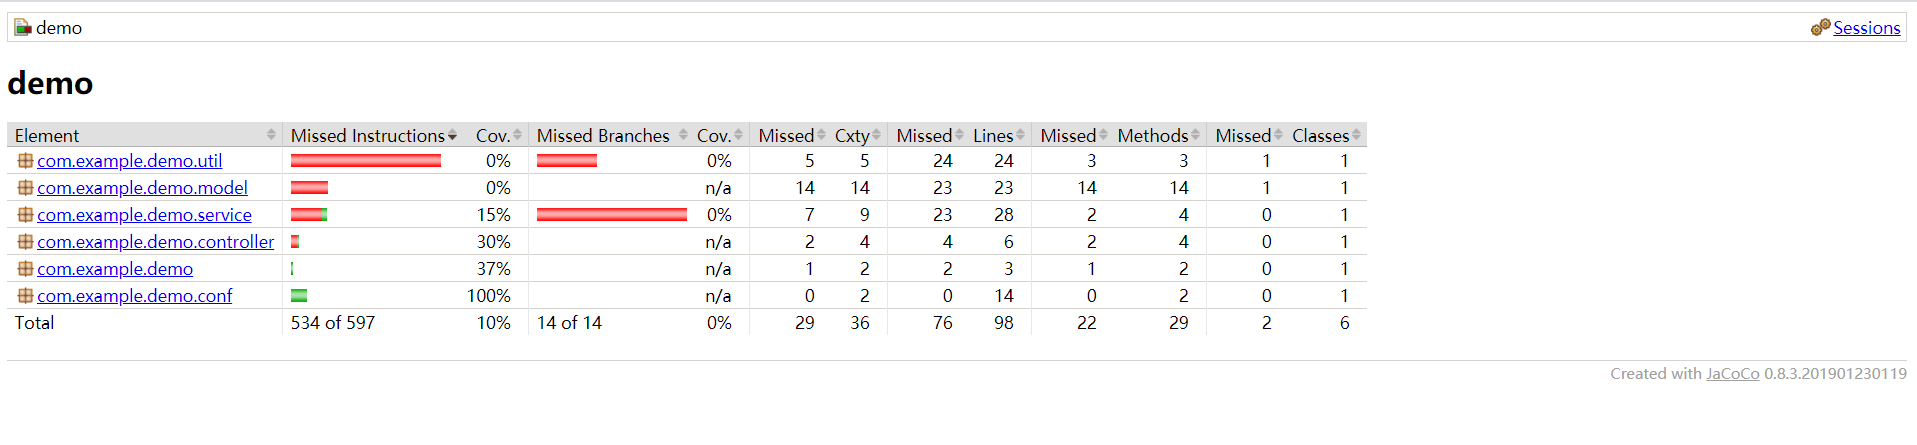 demo Sessions
demo
Element Missed Instructions Cov. Missed Branches Cov. Missed Cxty Missed Lines Missed Methods Missed Classes
com.example.demo.util 0% 0% 5 5 24 24 3 3 1 1
com.example.demo.model 0% n/a 14 14 23 23 14 14 1 1
com.example.demo.service 15% 0% 7 9 23 28 2 4 0 1
com.example.demo.controller 30% n/a 2 4 4 6 2 4 0 1
com.example.demo 37% n/a 1 2 2 3 1 2 0 1
com.example.demo.conf 100% n/a 0 2 0 14 0 2 0 1
Total 534 of 597 10% 14 of 14 0% 29 36 76 98 22 29 2 6
Created with JaCoCo 0.8.3.201901230119